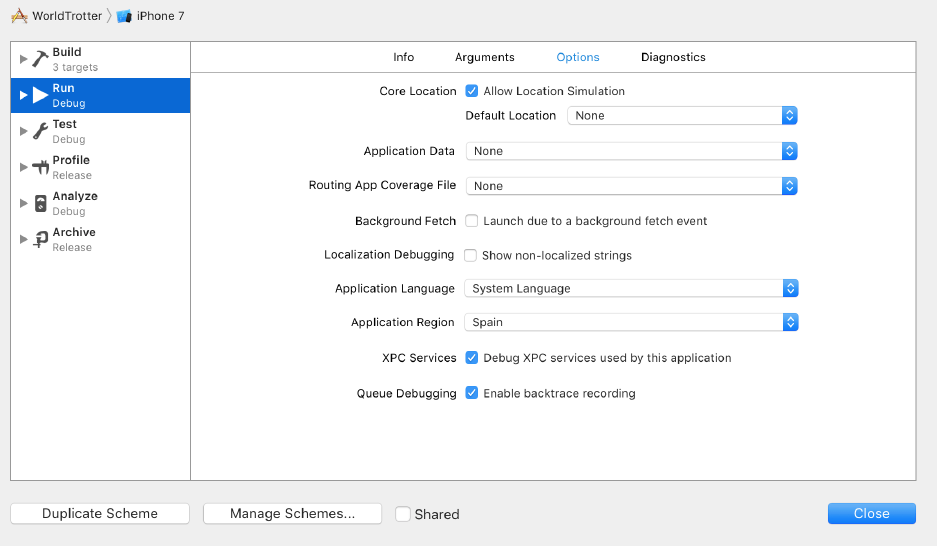 WorldTrotter iPhone 7
Build
3 targets
Run
Debug
Test
Debug
Profile
Release
Analyze
Debug
Archive
Release
Info Arguments Options Diagnostics
Core Location Allow Location Simulation
Default Location None
Application Data None
Routing App Coverage File None
Background Fetch Launch due to a background fetch event
Localization Debugging Show non-localized strings
Application Language System Language
Application Region Spain
XPC Services Debug XPC services used by this application
Queue Debugging Enable backtrace recording
Duplicate Scheme Manage Schemes... Shared Close